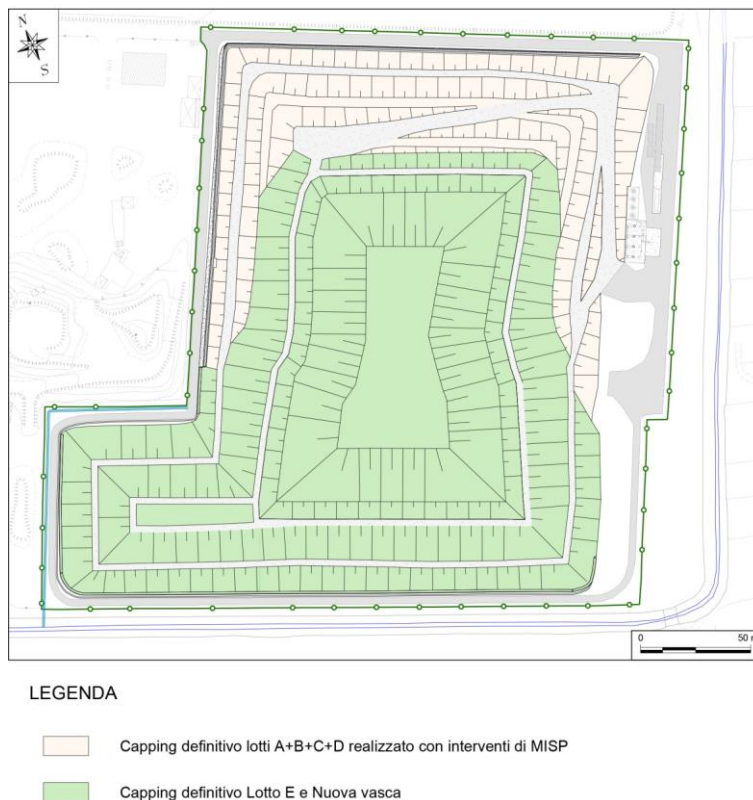 N
S
0 50 m
LEGENDA
Capping definitivo lotti A+B+C+D realizzato con interventi di MISP
Capping definitivo Lotto E e Nuova vasca